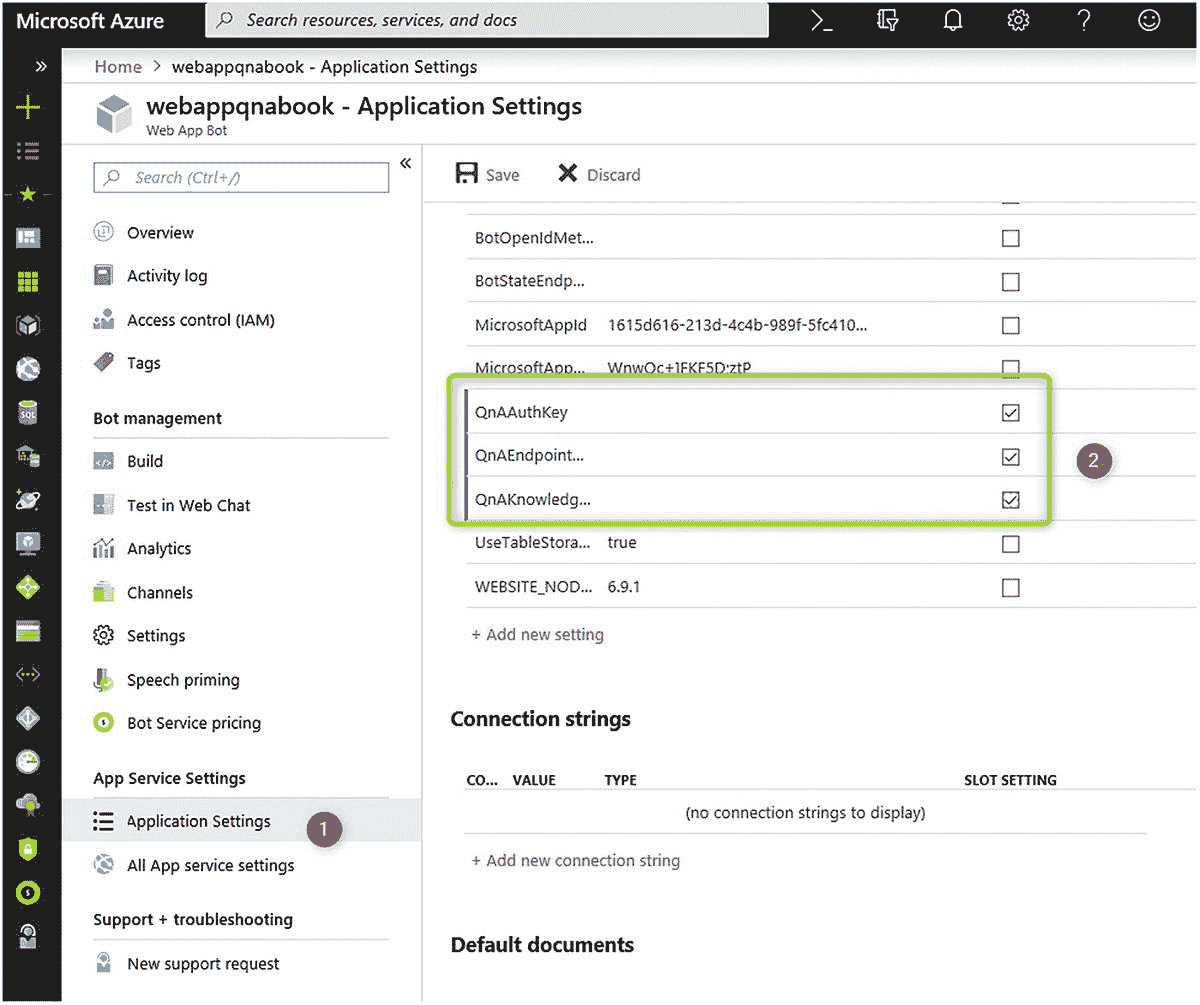 Microsoft Azure
Search resources, services, and docs
Home > webappqnabook - Application Settings
webappqnabook - Application Settings
Web App Bot
Search (Ctrl+/)
Overview
Activity log
Access control (IAM)
Tags
Bot management
Build
Test in Web Chat
Analytics
Channels
Settings
Speech priming
Bot Service pricing
App Service Settings
Application Settings
1
All App service settings
Support + troubleshooting
New support request
Save
Discard
BotOpenIdMet...
BotStateEndp...
MicrosoftAppId 1615d616-213d-4c4b-989f-5fc410...
MicrosoftApp...
QnAAuthKey
QnAEndpoint...
QnAKnowledg...
2
UseTableStora... true
WEBSITE_NOD... 6.9.1
+ Add new setting
Connection strings
CO... VALUE TYPE SLOT SETTING
(no connection strings to display)
+ Add new connection string
Default documents
SQL